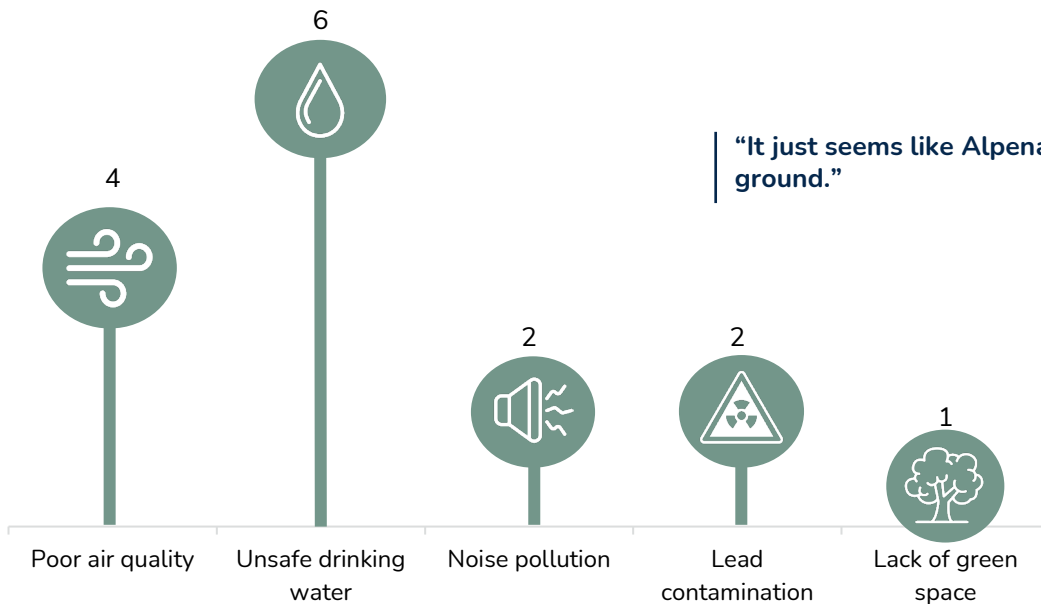 6
4
“It just seems like Alpena
ground.”
2
2
1
Poor air quality
Unsafe drinking
water
Noise pollution
Lead
contamination
Lack of green
space